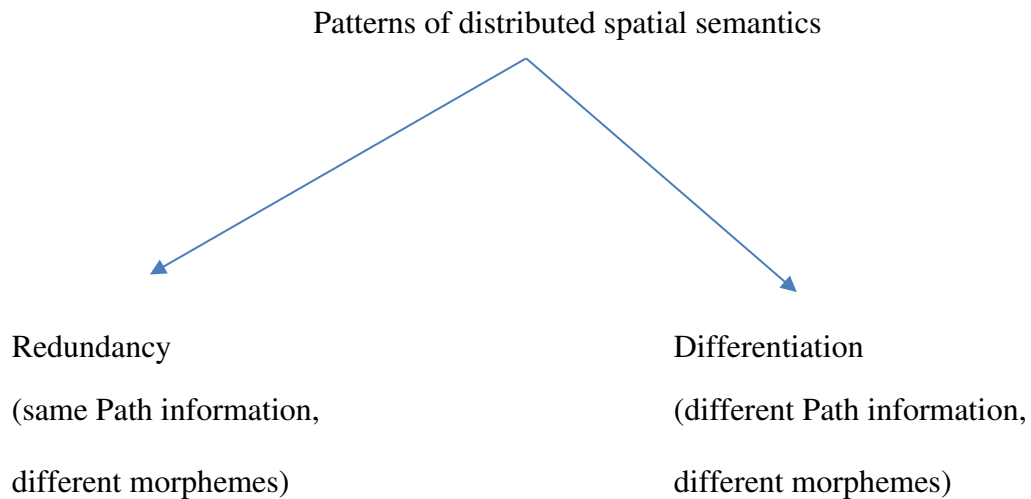 Patterns of distributed spatial semantics
Redundancy
(same Path information,
different morphemes)
Differentiation
(different Path information,
different morphemes)